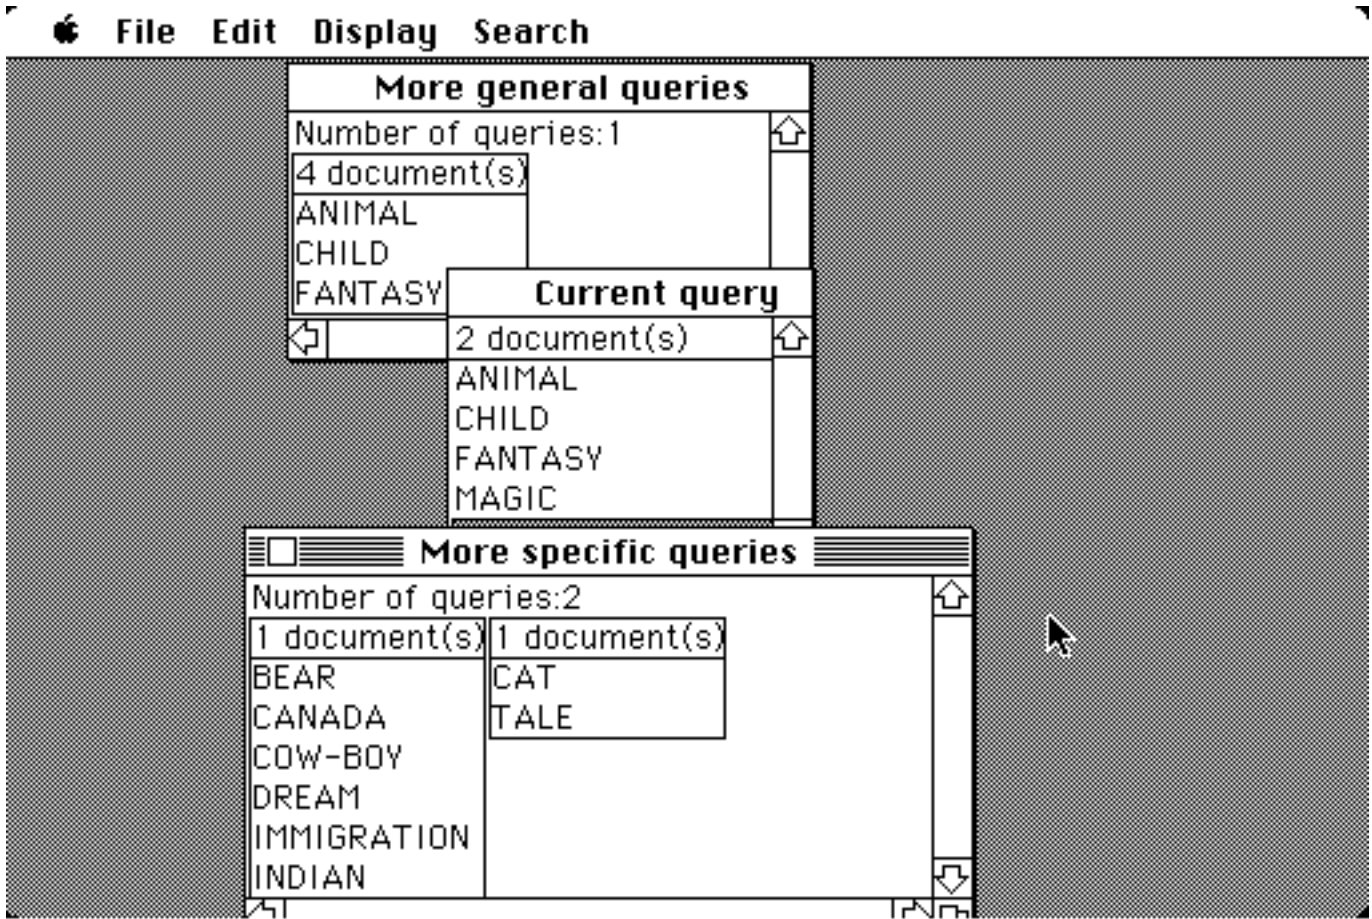 File Edit Display Search
More general queries
Number of queries:1
4 document(s)
ANIMAL
CHILD
FANTASY
Current query
2 document(s)
ANIMAL
CHILD
FANTASY
MAGIC
More specific queries
Number of queries:2
1 document(s)
BEAR
CANADA
COW-BOY
DREAM
IMMIGRATION
INDIAN
1 document(s)
CAT
TALE